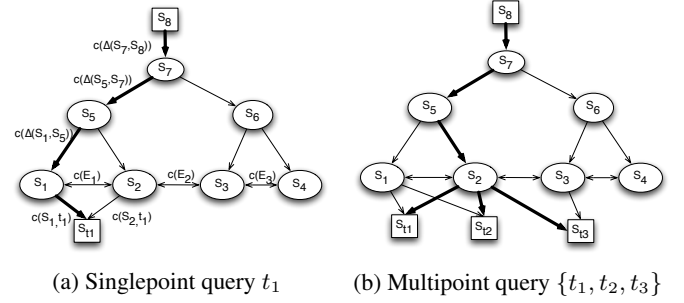 S8
c(Δ(S7,S8))
S7
c(Δ(S5,S7))
S5
S6
c(Δ(S1,S5))
S1
c(E1)
S2
c(E2)
S3
c(E3)
S4
c(S1,t1)
c(S2,t1)
St1
(a) Singlepoint query t1
S8
S7
S5
S6
S1
S2
S3
S4
St1
St2
St3
(b) Multipoint query {t1, t2, t3}